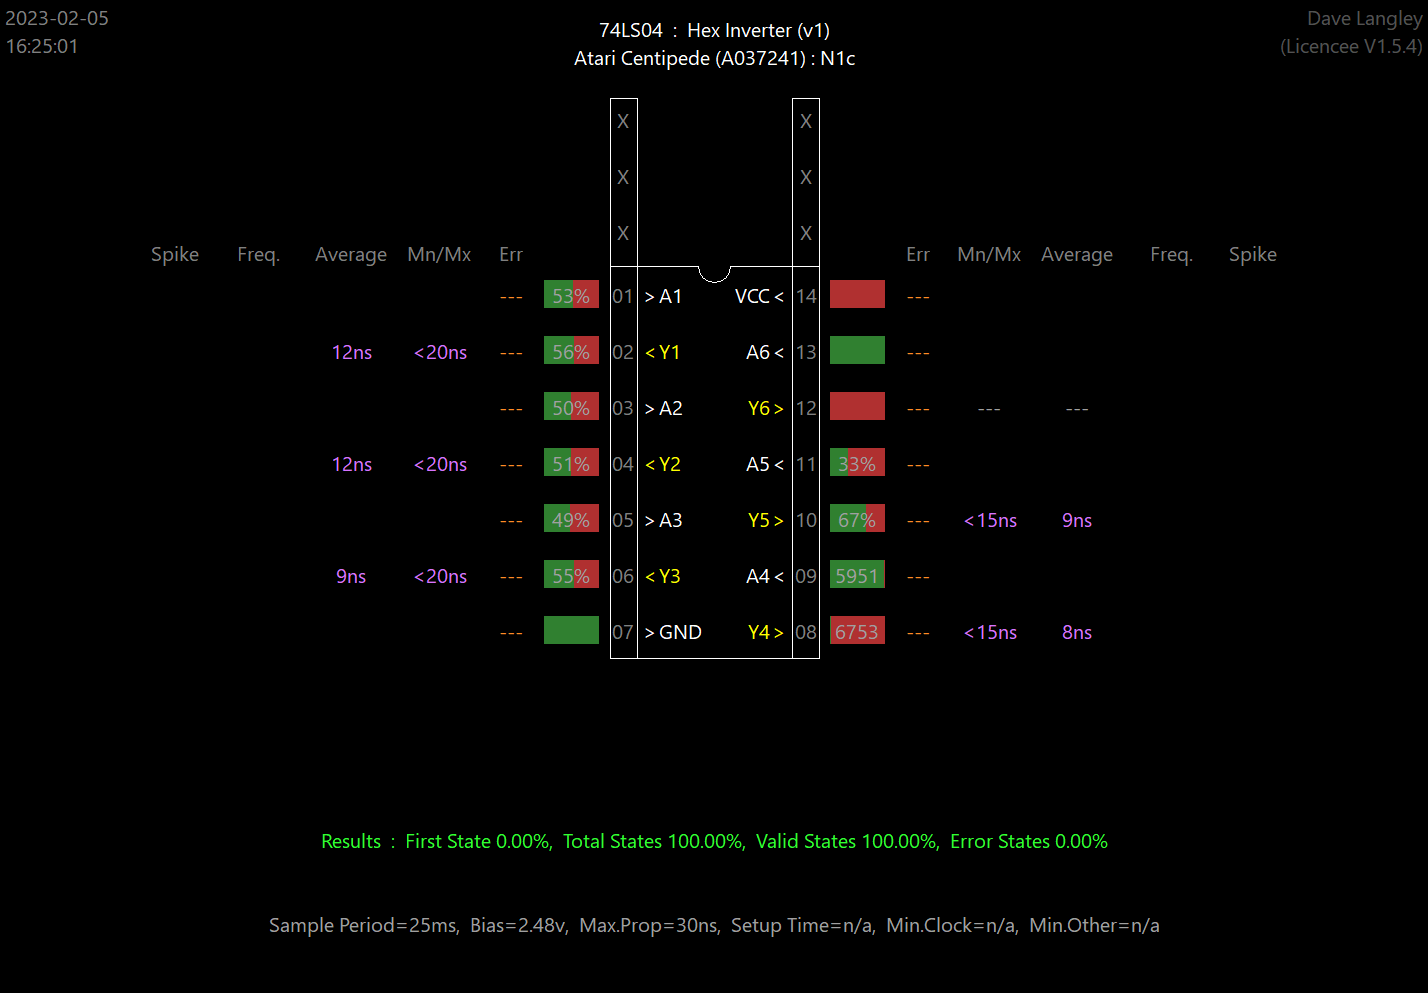 2023-02-05
16:25:01
74LS04 : Hex Inverter (v1)
Atari Centipede (A037241) : N1c
Dave Langley
(Licencee V1.5.4)
X X
X X
X X
Spike Freq. Average Mn/Mx Err Err Mn/Mx Average Freq. Spike
--- 53% 01 > A1 VCC < 14 ---
12ns <20ns --- 56% 02 < Y1 A6 < 13 ---
--- 50% 03 > A2 Y6 > 12 --- --- ---
12ns <20ns --- 51% 04 < Y2 A5 < 11 33% ---
--- 49% 05 > A3 Y5 > 10 67% --- <15ns 9ns
9ns <20ns --- 55% 06 < Y3 A4 < 09 5951 ---
--- 07 > GND Y4 > 08 6753 --- <15ns 8ns
Results : First State 0.00%, Total States 100.00%, Valid States 100.00%, Error States 0.00%
Sample Period=25ms, Bias=2.48v, Max.Prop=30ns, Setup Time=n/a, Min.Clock=n/a, Min.Other=n/a